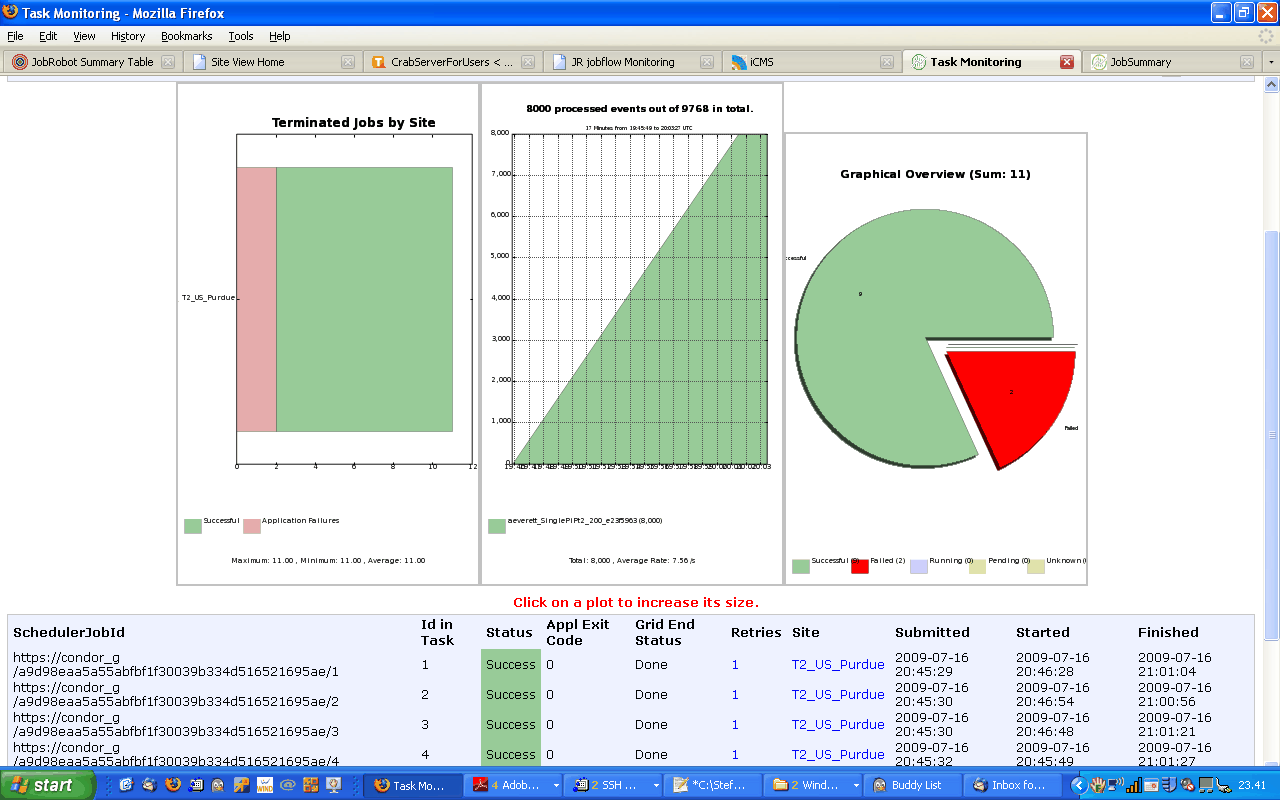 Task Monitoring - Mozilla Firefox
File Edit View History Bookmarks Tools Help
JobRobot Summary Table Site View Home CrabServerForUsers < ... JR jobflow Monitoring iCMS Task Monitoring JobSummary
Terminated Jobs by Site
T2_US_Purdue
0 2 4 6 8 10 12
Successful Application Failures
Maximum: 11.00 , Minimum: 11.00 , Average: 11.00
8000 processed events out of 9768 in total.
17 Minutes from 19:45:49 to 20:03:27 UTC
8,000
7,000
6,000
5,000
4,000
3,000
2,000
1,000
0
aeverett_SinglePiPt2_200_e23f5963 (8,000)
Total: 8,000 , Average Rate: 7.56 /s
Graphical Overview (Sum: 11)
ccessful
9
2
Failed
Successful (9) Failed (2) Running (0) Pending (0) Unknown (
Click on a plot to increase its size.
SchedulerJobId Id in Task Status Appl Exit Code Grid End Status Retries Site Submitted Started Finished
https://condor_g
/a9d98eaa5a55abfbf1f30039b334d516521695ae/1 1 Success 0 Done 1 T2_US_Purdue 2009-07-16 20:45:29 2009-07-16 20:46:28 2009-07-16 21:01:04
https://condor_g
/a9d98eaa5a55abfbf1f30039b334d516521695ae/2 2 Success 0 Done 1 T2_US_Purdue 2009-07-16 20:45:30 2009-07-16 20:46:54 2009-07-16 21:00:56
https://condor_g
/a9d98eaa5a55abfbf1f30039b334d516521695ae/3 3 Success 0 Done 1 T2_US_Purdue 2009-07-16 20:45:30 2009-07-16 20:46:48 2009-07-16 21:01:21
https://condor_g
/a9d98eaa5a55abfbf1f30039b334d516521695ae/4 4 Success 0 Done 1 T2_US_Purdue 2009-07-16 20:45:32 2009-07-16 20:45:49 2009-07-16 21:01:27
start Task Mo... 4 Adob... 2 SSH ... *C:\Stef... 2 Wind... Buddy List Inbox fo... 23.41